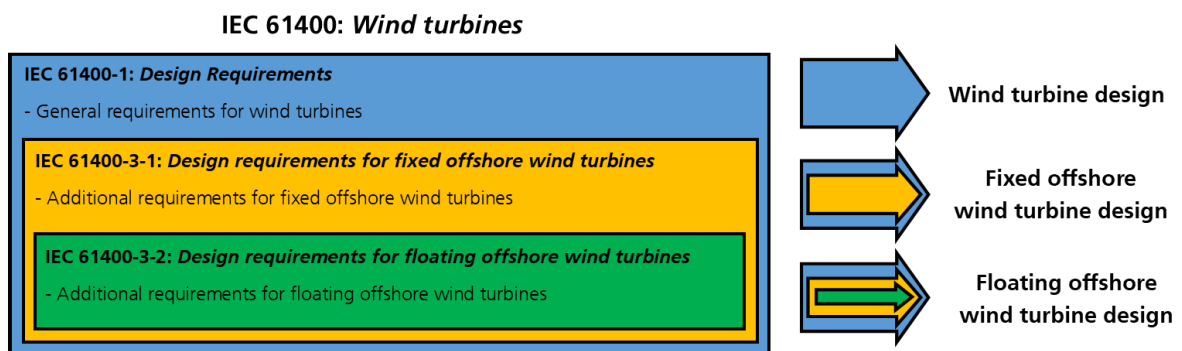 IEC 61400: Wind turbines
IEC 61400-1: Design Requirements
- General requirements for wind turbines
IEC 61400-3-1: Design requirements for fixed offshore wind turbines
- Additional requirements for fixed offshore wind turbines
IEC 61400-3-2: Design requirements for floating offshore wind turbines
- Additional requirements for floating offshore wind turbines
Wind turbine design
Fixed offshore
wind turbine design
Floating offshore
wind turbine design